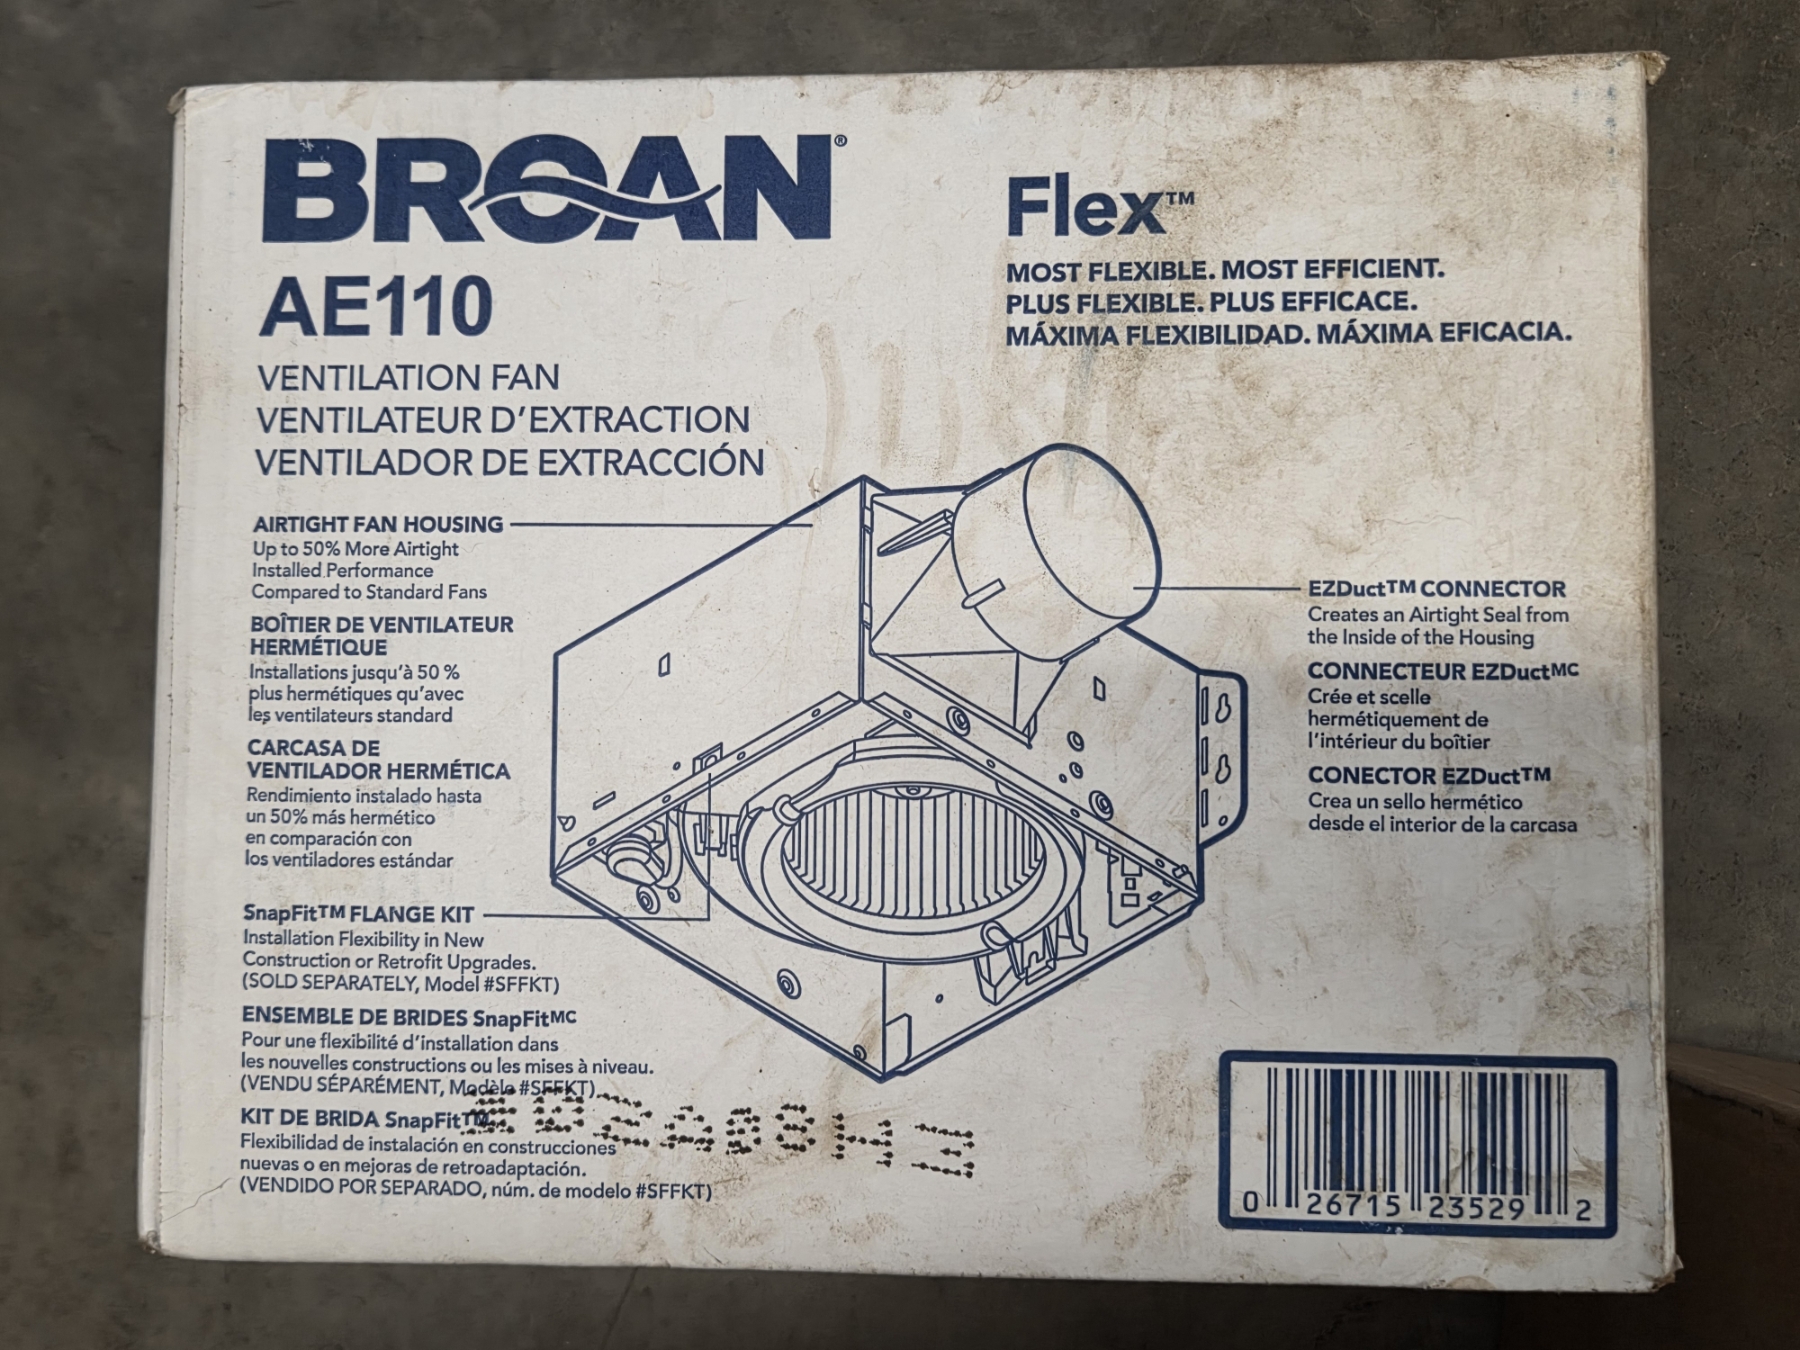 BROAN®
AE110
VENTILATION FAN
VENTILATEUR D'EXTRACTION
VENTILADOR DE EXTRACCIÓN
Flex™
MOST FLEXIBLE. MOST EFFICIENT.
PLUS FLEXIBLE. PLUS EFFICACE.
MÁXIMA FLEXIBILIDAD. MÁXIMA EFICACIA.
AIRTIGHT FAN HOUSING
Up to 50% More Airtight
Installed Performance
Compared to Standard Fans
BOÎTIER DE VENTILATEUR
HERMÉTIQUE
Installations jusqu'à 50 %
plus hermétiques qu'avec
les ventilateurs standard
CARCASA DE
VENTILADOR HERMÉTICA
Rendimiento instalado hasta
un 50% más hermético
en comparación con
los ventiladores estándar
SnapFit™ FLANGE KIT
Installation Flexibility in New
Construction or Retrofit Upgrades.
(SOLD SEPARATELY, Model #SFFKT)
ENSEMBLE DE BRIDES SnapFitMC
Pour une flexibilité d'installation dans
les nouvelles constructions ou les mises à niveau.
(VENDU SÉPARÉMENT, Modèle #SFFKT).
KIT DE BRIDA SnapFit™
Flexibilidad de instalación en construcciones
nuevas o en mejoras de retroadaptación.
(VENDIDO POR SEPARADO, núm. de modelo #SFFKT)
EZDuct™ CONNECTOR
Creates an Airtight Seal from
the Inside of the Housing
CONNECTEUR EZDuctMC
Crée et scelle
hermétiquement de
l'intérieur du boîtier
CONECTOR EZDuct™
Crea un sello hermético
desde el interior de la carcasa
0 26715 23529 2